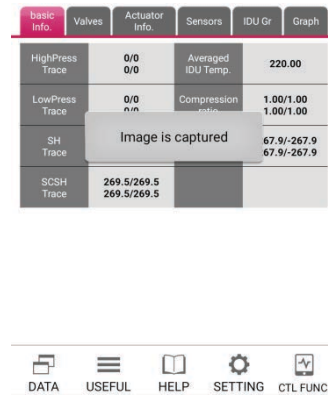 basic
Info.
Valves
Actuator
Info.
Sensors
IDU Gr
Graph
HighPress
Trace
0/0
0/0
Averaged
IDU Temp.
220.00
LowPress
Trace
0/0
0/0
Compression
ratio
1.00/1.00
1.00/1.00
Image is captured
SH
Trace
67.9/-267.9
67.9/-267.9
SCSH
Trace
269.5/269.5
269.5/269.5
DATA
USEFUL
HELP
SETTING
CTL FUNC